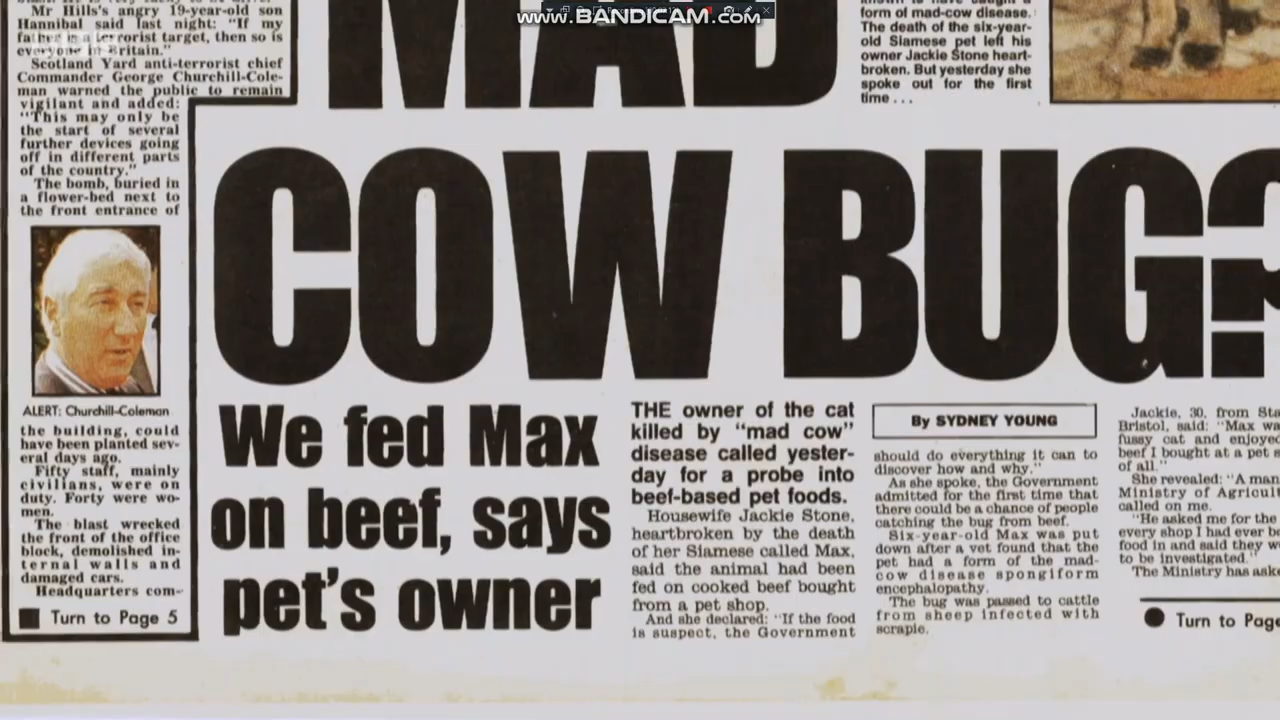 www.BANDICAM.com
Mr Hills's angry 19-year-old son
Hanibal said last night: "If my
father is a terrorist target, then so is
everyone in Britain."
Scotland Yard anti-terrorist chief
Commander George Churchill-Cole-
man warned the public to remain
vigilant and added:
"This may only be
the start of several
further devices going
off in different parts
of the country."
The bomb, buried in
a flower-bed next to
the front entrance of
ALERT: Churchill-Coleman
the building, could
have been planted sev-
eral days ago.
Fifty staff, mainly
civilians, were on
duty. Forty were wo-
men.
The blast wrecked
the front of the office
block, demolished in-
ternal walls and
damaged cars.
Headquarters com-
Turn to Page 5
MAD
COW BUG?
form of mad-cow disease.
The death of the six-year-
old Siamese pet left his
owner Jackie Stone heart-
broken. But yesterday she
spoke out for the first
time . . .
We fed Max
on beef, says
pet's owner
THE owner of the cat
killed by "mad cow"
disease called yester-
day for a probe into
beef-based pet foods.
Housewife Jackie Stone,
heartbroken by the death
of her Siamese called Max,
said the animal had been
fed on cooked beef bought
from a pet shop.
And she declared: "If the food
is suspect, the Government
By SYDNEY YOUNG
should do everything it can to
discover how and why."
As she spoke, the Government
admitted for the first time that
there could be a chance of people
catching the bug from beef.
Six-year-old Max was put
down after a vet found that the
pet had a form of the mad-
cow disease spongiform
encephalopathy.
The bug was passed to cattle
from sheep infected with
scrapie.
Jackie, 30, from Sta
Bristol, said: "Max wa
fussy cat and enjoye
beef I bought at a pet s
of all."
She revealed: "A man
Ministry of Agricul
called on me.
"He asked me for the
every shop I had ever b
food in and said they w
to be investigated."
The Ministry has aske
Turn to Page